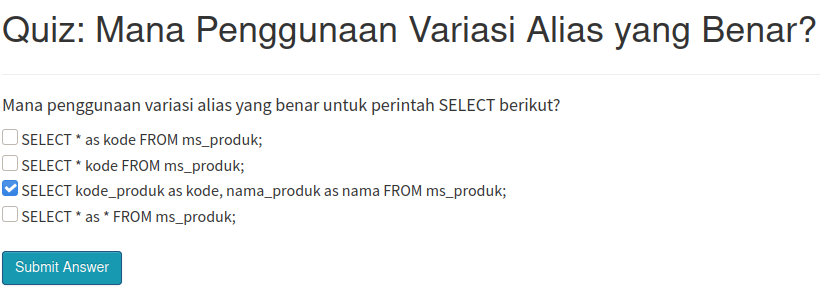 Quiz: Mana Penggunaan Variasi Alias yang Benar?
Mana penggunaan variasi alias yang benar untuk perintah SELECT berikut?
SELECT * as kode FROM ms_produk;
SELECT * kode FROM ms_produk;
SELECT kode_produk as kode, nama_produk as nama FROM ms_produk;
SELECT * as * FROM ms_produk;
Submit Answer